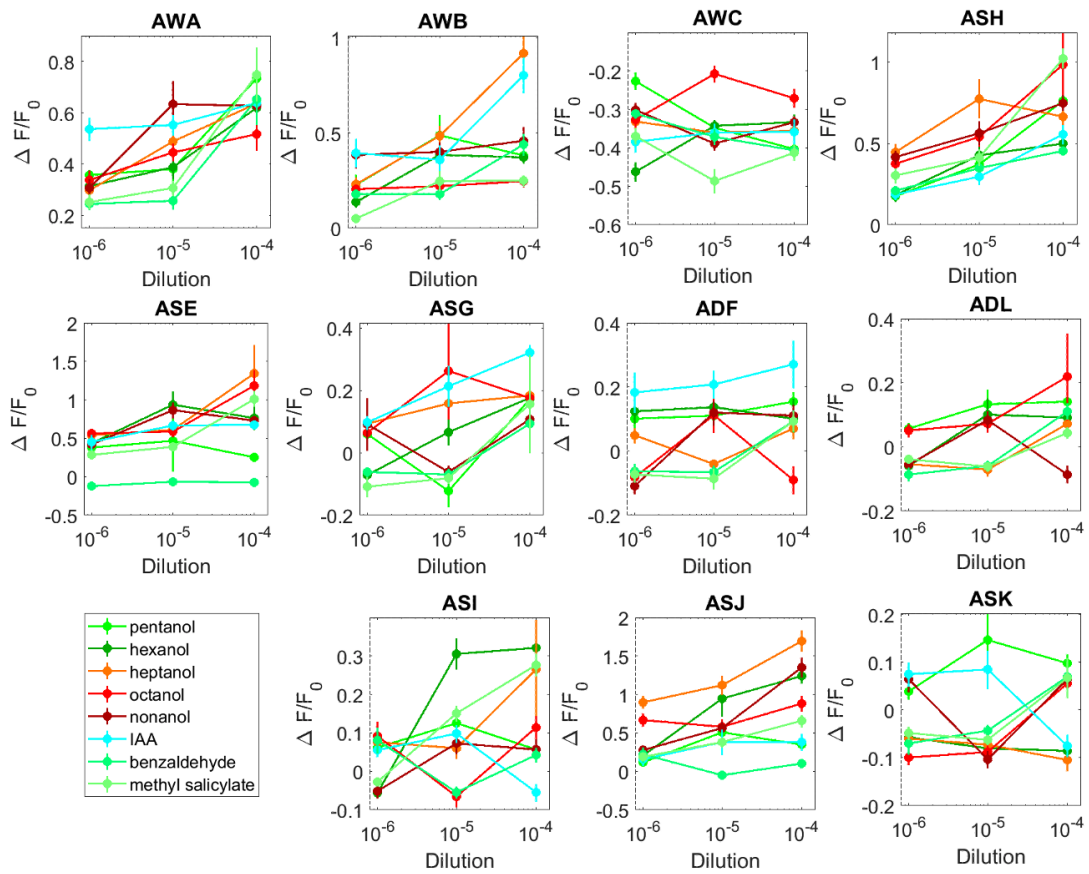 AWA
AWB
AWC
ASH
0.8
0.6
0.4
0.2
Δ F/F0
10^-6
10^-5
10^-4
Dilution
1
0.5
0
Δ F/F0
10^-6
10^-5
10^-4
Dilution
-0.2
-0.3
-0.4
-0.5
-0.6
Δ F/F0
10^-6
10^-5
10^-4
Dilution
1
0.5
0
Δ F/F0
10^-6
10^-5
10^-4
Dilution
ASE
ASG
ADF
ADL
2
1.5
1
0.5
0
-0.5
Δ F/F0
10^-6
10^-5
10^-4
Dilution
0.4
0.2
0
-0.2
Δ F/F0
10^-6
10^-5
10^-4
Dilution
0.4
0.2
0
-0.2
Δ F/F0
10^-6
10^-5
10^-4
Dilution
0.4
0.2
0
-0.2
Δ F/F0
10^-6
10^-5
10^-4
Dilution
pentanol
hexanol
heptanol
octanol
nonanol
IAA
benzaldehyde
methyl salicylate
ASI
ASJ
ASK
0.3
0.2
0.1
0
-0.1
Δ F/F0
10^-6
10^-5
10^-4
Dilution
2
1.5
1
0.5
0
-0.5
Δ F/F0
10^-6
10^-5
10^-4
Dilution
0.2
0.1
0
-0.1
-0.2
Δ F/F0
10^-6
10^-5
10^-4
Dilution